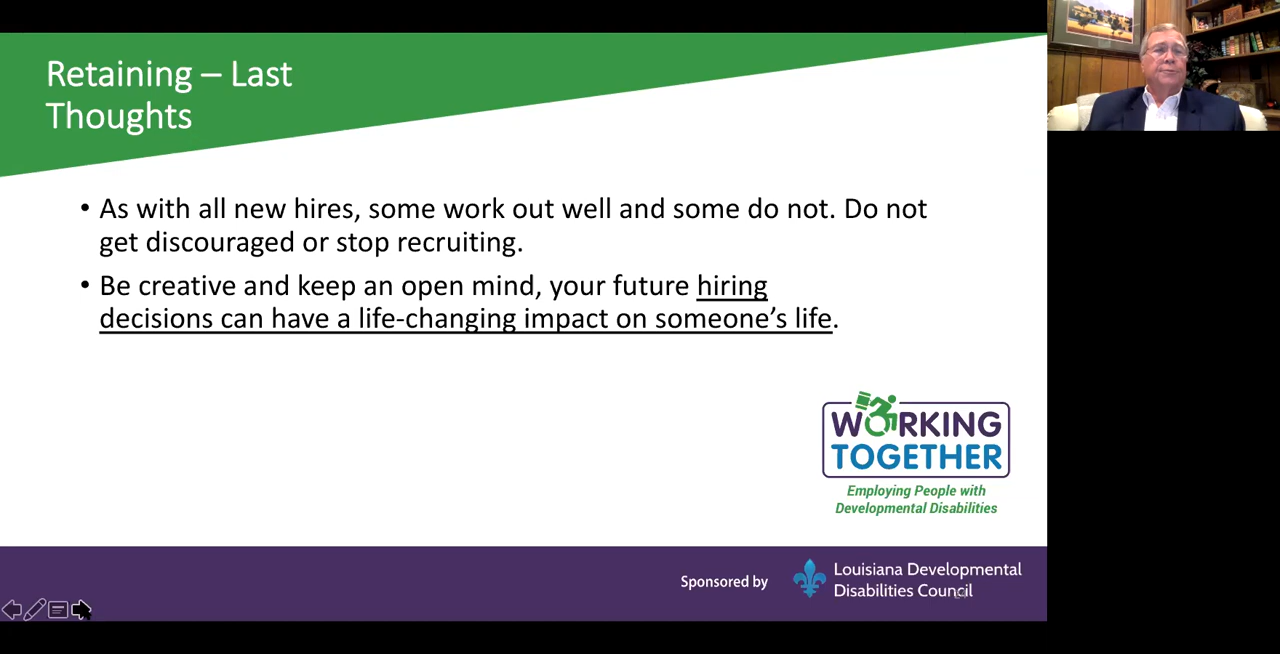 Retaining – Last
Thoughts
• As with all new hires, some work out well and some do not. Do not
get discouraged or stop recruiting.
• Be creative and keep an open mind, your future hiring
decisions can have a life-changing impact on someone’s life.
WORKING
TOGETHER
Employing People with
Developmental Disabilities
Sponsored by
Louisiana Developmental
Disabilities Council